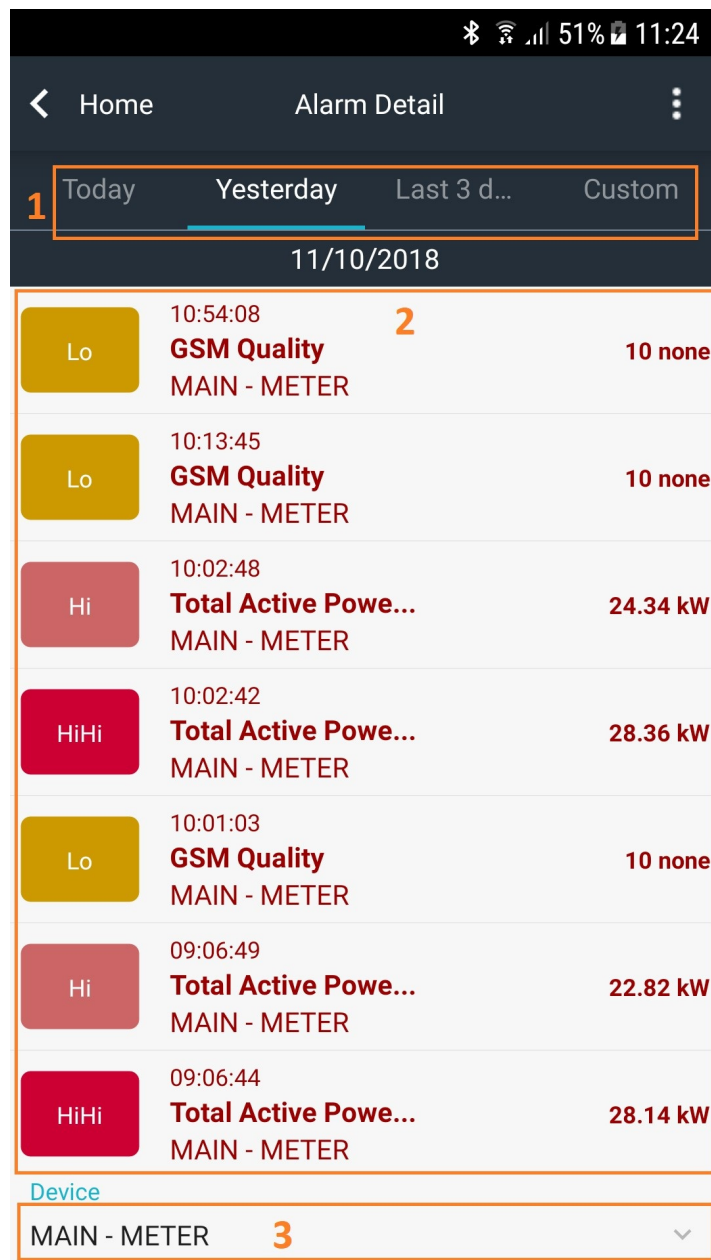 51% 11:24
Home Alarm Detail
1 Today Yesterday Last 3 d... Custom
11/10/2018
10:54:08 2
Lo GSM Quality 10 none
MAIN - METER
10:13:45
Lo GSM Quality 10 none
MAIN - METER
10:02:48
Hi Total Active Powe... 24.34 kW
MAIN - METER
10:02:42
HiHi Total Active Powe... 28.36 kW
MAIN - METER
10:01:03
Lo GSM Quality 10 none
MAIN - METER
09:06:49
Hi Total Active Powe... 22.82 kW
MAIN - METER
09:06:44
HiHi Total Active Powe... 28.14 kW
MAIN - METER
Device
MAIN - METER 3